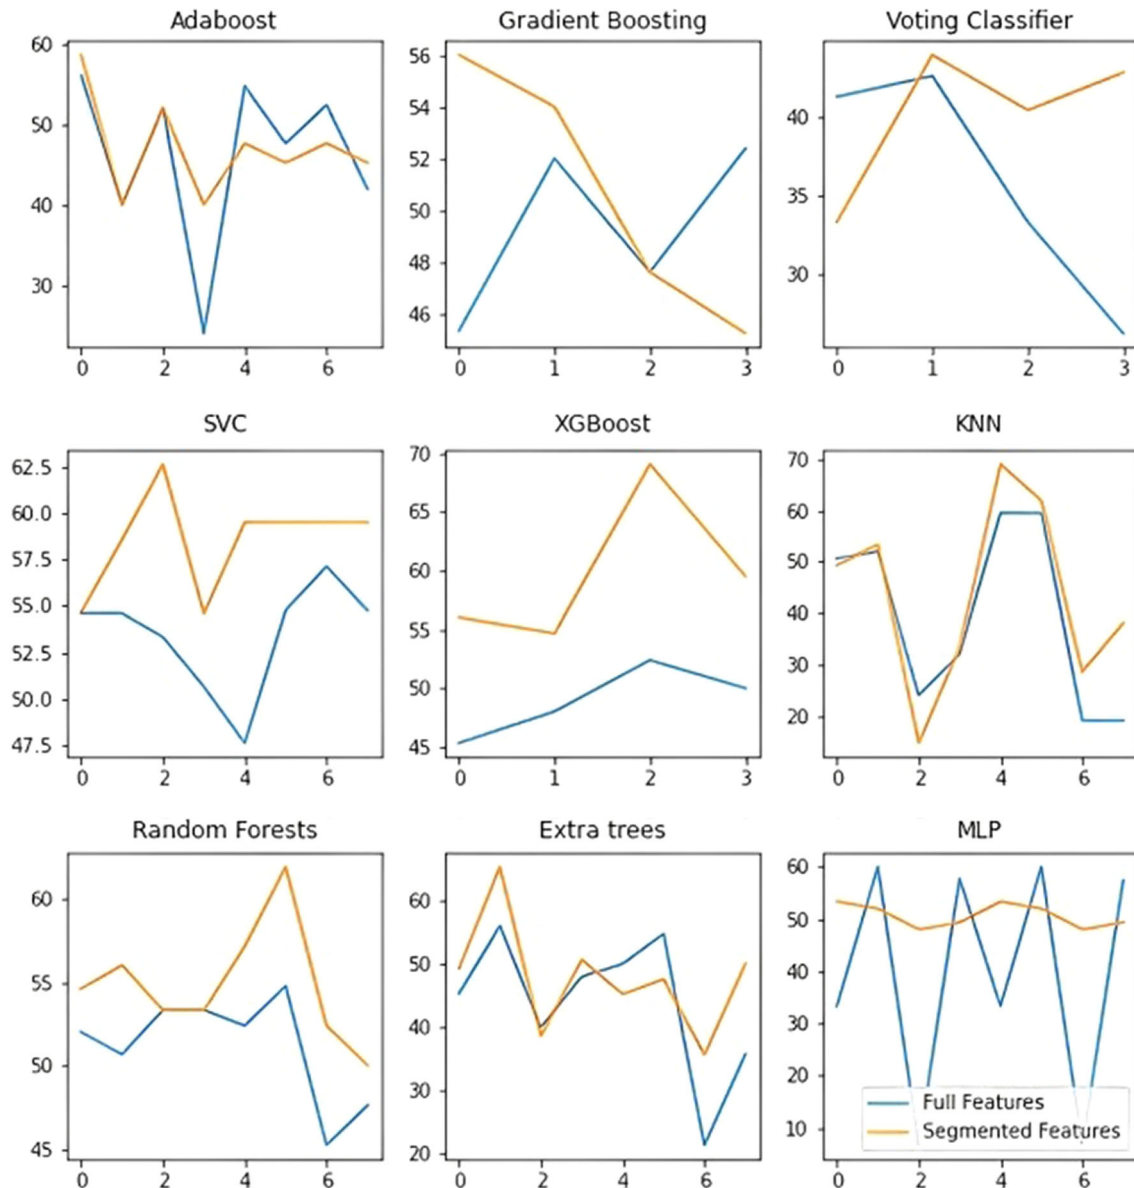 Adaboost
Gradient Boosting
Voting Classifier
60
50
40
30
0 2 4 6
56
54
52
50
48
46
0 1 2 3
40
35
30
0 1 2 3
SVC
XGBoost
KNN
62.5
60.0
57.5
55.0
52.5
50.0
47.5
0 2 4 6
70
65
60
55
50
45
0 1 2 3
70
60
50
40
30
20
0 2 4 6
Random Forests
Extra trees
MLP
60
55
50
45
0 2 4 6
60
50
40
30
20
0 2 4 6
60
50
40
30
20
10
Full Features
Segmented Features
0 2 4 6